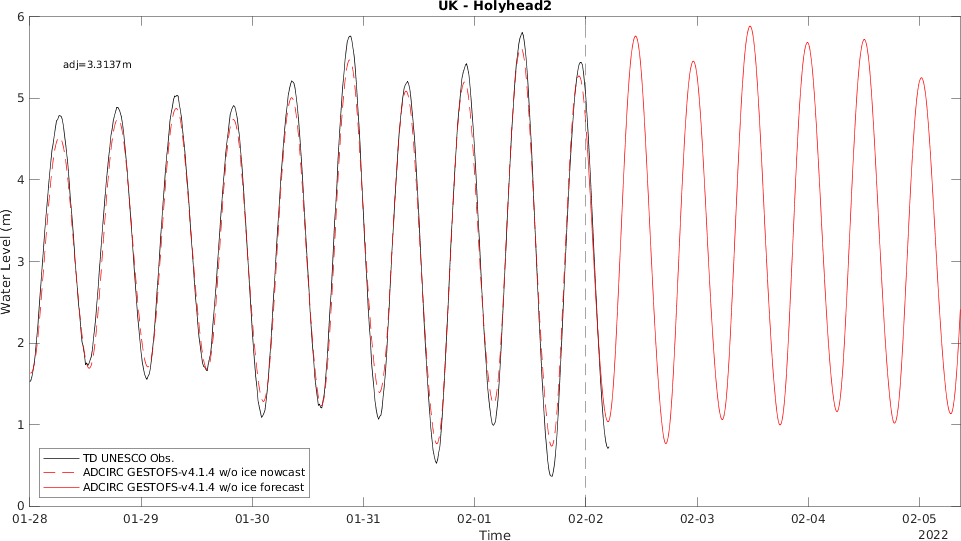 UK - Holyhead2
6
adj=3.3137m
5
4
3
2
1
0
Water Level (m)
TD UNESCO Obs.
ADCIRC GESTOFS-v4.1.4 w/o ice nowcast
ADCIRC GESTOFS-v4.1.4 w/o ice forecast
01-28 01-29 01-30 01-31 02-01 02-02 02-03 02-04 02-05
Time
2022